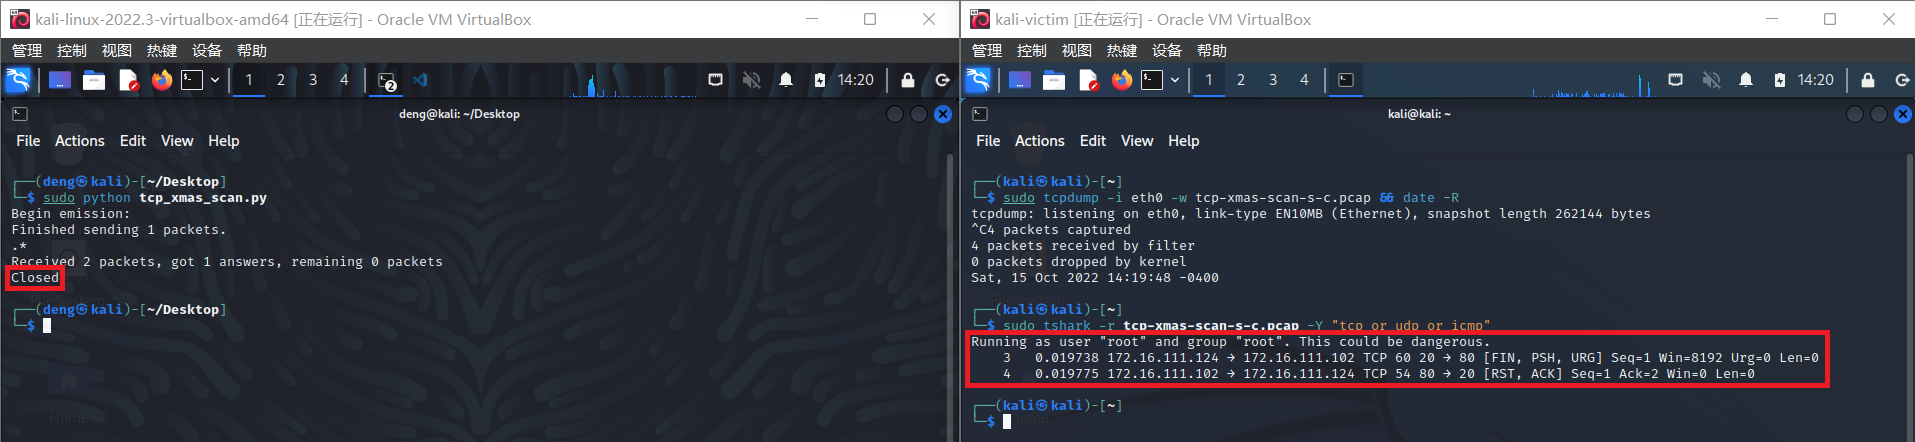 kali-linux-2022.3-virtualbox-amd64 [正在运行] - Oracle VM VirtualBox
管理 控制 视图 热键 设备 帮助
1 2 3 4 2 14:20
deng@kali: ~/Desktop
File Actions Edit View Help
┌──(deng㉿kali)-[~/Desktop]
└─$ sudo python tcp_xmas_scan.py
Begin emission:
Finished sending 1 packets.
.*
Received 2 packets, got 1 answers, remaining 0 packets
Closed
┌──(deng㉿kali)-[~/Desktop]
└─$
Home
kali-victim [正在运行] - Oracle VM VirtualBox
管理 控制 视图 热键 设备 帮助
1 2 3 4 14:20
kali@kali: ~
File Actions Edit View Help
┌──(kali㉿kali)-[~]
└─$ sudo tcpdump -i eth0 -w tcp-xmas-scan-s-c.pcap && date -R
tcpdump: listening on eth0, link-type EN10MB (Ethernet), snapshot length 262144 bytes
^C4 packets captured
4 packets received by filter
0 packets dropped by kernel
Sat, 15 Oct 2022 14:19:48 -0400
┌──(kali㉿kali)-[~]
└─$ sudo tshark -r tcp-xmas-scan-s-c.pcap -Y "tcp or udp or icmp"
Running as user "root" and group "root". This could be dangerous.
3 0.019738 172.16.111.124 → 172.16.111.102 TCP 60 20 → 80 [FIN, PSH, URG] Seq=1 Win=8192 Urg=0 Len=0
4 0.019775 172.16.111.102 → 172.16.111.124 TCP 54 80 → 20 [RST, ACK] Seq=1 Ack=2 Win=0 Len=0
┌──(kali㉿kali)-[~]
└─$
Home